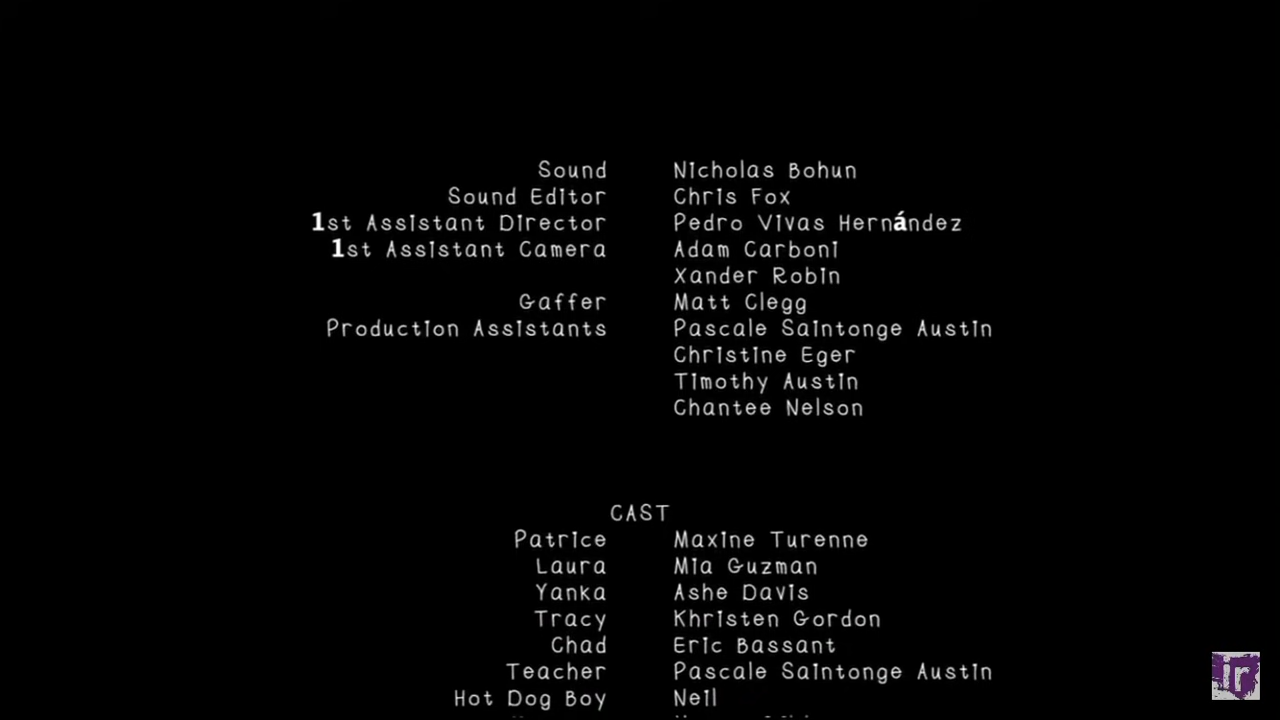 Sound Nicholas Bohun
Sound Editor Chris Fox
1st Assistant Director Pedro Vivas Hernández
1st Assistant Camera Adam Carboni
Xander Robin
Gaffer Matt Clegg
Production Assistants Pascale Saintonge Austin
Christine Eger
Timothy Austin
Chantee Nelson
CAST
Patrice Maxine Turenne
Laura Mia Guzman
Yanka Ashe Davis
Tracy Khristen Gordon
Chad Eric Bassant
Teacher Pascale Saintonge Austin
Hot Dog Boy Neil
ir